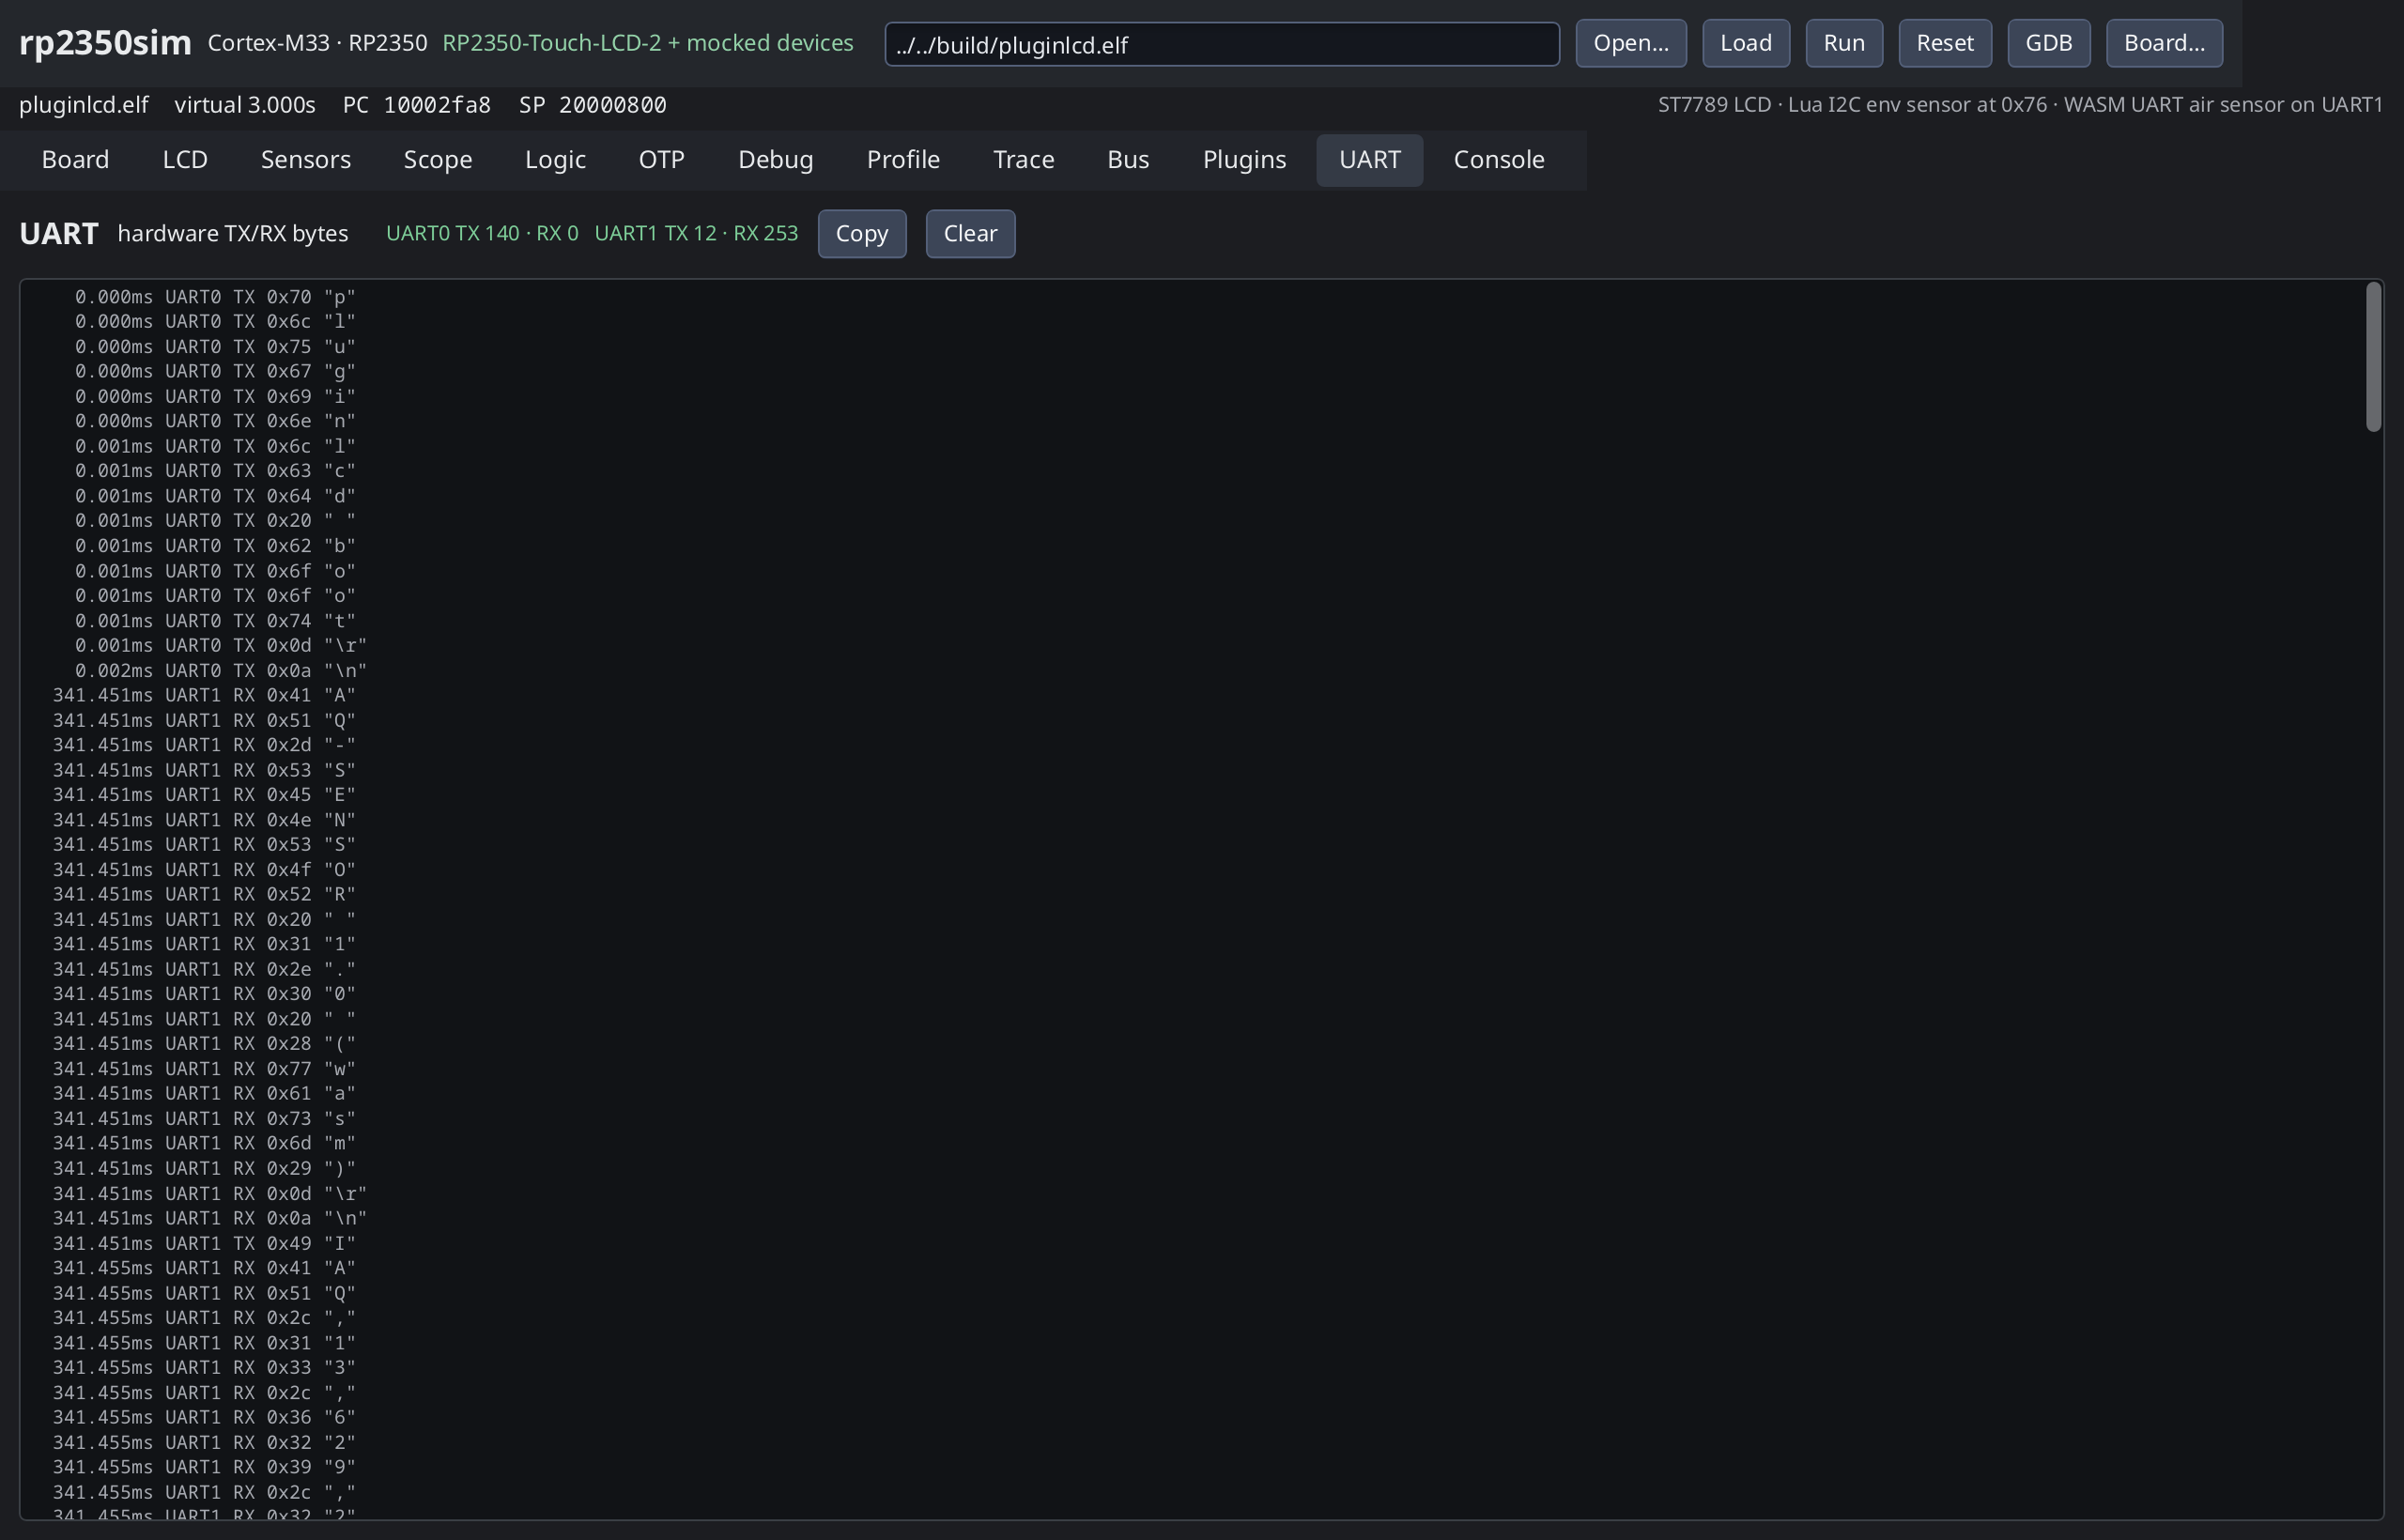 rp2350sim Cortex-M33 · RP2350 RP2350-Touch-LCD-2 + mocked devices ../../build/pluginlcd.elf Open... Load Run Reset GDB Board...
pluginlcd.elf virtual 3.000s PC 10002fa8 SP 20000800 ST7789 LCD · Lua I2C env sensor at 0x76 · WASM UART air sensor on UART1
Board LCD Sensors Scope Logic OTP Debug Profile Trace Bus Plugins UART Console
UART hardware TX/RX bytes UART0 TX 140 · RX 0 UART1 TX 12 · RX 253 Copy Clear
0.000ms UART0 TX 0x70 "p"
0.000ms UART0 TX 0x6c "l"
0.000ms UART0 TX 0x75 "u"
0.000ms UART0 TX 0x67 "g"
0.000ms UART0 TX 0x69 "i"
0.000ms UART0 TX 0x6e "n"
0.001ms UART0 TX 0x6c "l"
0.001ms UART0 TX 0x63 "c"
0.001ms UART0 TX 0x64 "d"
0.001ms UART0 TX 0x20 " "
0.001ms UART0 TX 0x62 "b"
0.001ms UART0 TX 0x6f "o"
0.001ms UART0 TX 0x6f "o"
0.001ms UART0 TX 0x74 "t"
0.001ms UART0 TX 0x0d "\r"
0.002ms UART0 TX 0x0a "\n"
341.451ms UART1 RX 0x41 "A"
341.451ms UART1 RX 0x51 "Q"
341.451ms UART1 RX 0x2d "-"
341.451ms UART1 RX 0x53 "S"
341.451ms UART1 RX 0x45 "E"
341.451ms UART1 RX 0x4e "N"
341.451ms UART1 RX 0x53 "S"
341.451ms UART1 RX 0x4f "O"
341.451ms UART1 RX 0x52 "R"
341.451ms UART1 RX 0x20 " "
341.451ms UART1 RX 0x31 "1"
341.451ms UART1 RX 0x2e "."
341.451ms UART1 RX 0x30 "0"
341.451ms UART1 RX 0x20 " "
341.451ms UART1 RX 0x28 "("
341.451ms UART1 RX 0x77 "w"
341.451ms UART1 RX 0x61 "a"
341.451ms UART1 RX 0x73 "s"
341.451ms UART1 RX 0x6d "m"
341.451ms UART1 RX 0x29 ")"
341.451ms UART1 RX 0x0d "\r"
341.451ms UART1 RX 0x0a "\n"
341.451ms UART1 TX 0x49 "I"
341.455ms UART1 RX 0x41 "A"
341.455ms UART1 RX 0x51 "Q"
341.455ms UART1 RX 0x2c ","
341.455ms UART1 RX 0x31 "1"
341.455ms UART1 RX 0x33 "3"
341.455ms UART1 RX 0x2c ","
341.455ms UART1 RX 0x36 "6"
341.455ms UART1 RX 0x32 "2"
341.455ms UART1 RX 0x39 "9"
341.455ms UART1 RX 0x2c ","
341.455ms UART1 RX 0x32 "2"